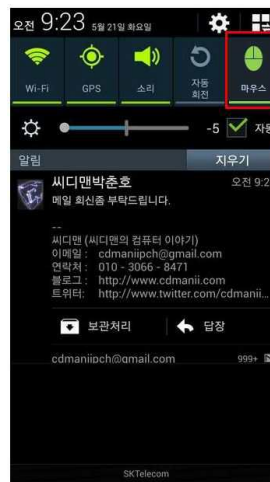 오전 9:23 5월 21일 화요일
Wi-Fi GPS 소리 자동 회전 마우스
-5 자동
알림 지우기
씨디맨박춘호 오전 9:2
메일 회신좀 부탁드립니다.
--
씨디맨 (씨디맨의 컴퓨터 이야기)
이메일 : cdmaniipch@gmail.com
연락처 : 010 - 3066 - 8471
블로그 : http://www.cdmanii.com
트위터: http://www.twitter.com/cdmanii...
보관처리 답장
cdmaniipch@gmail.com 999+
SKTelecom